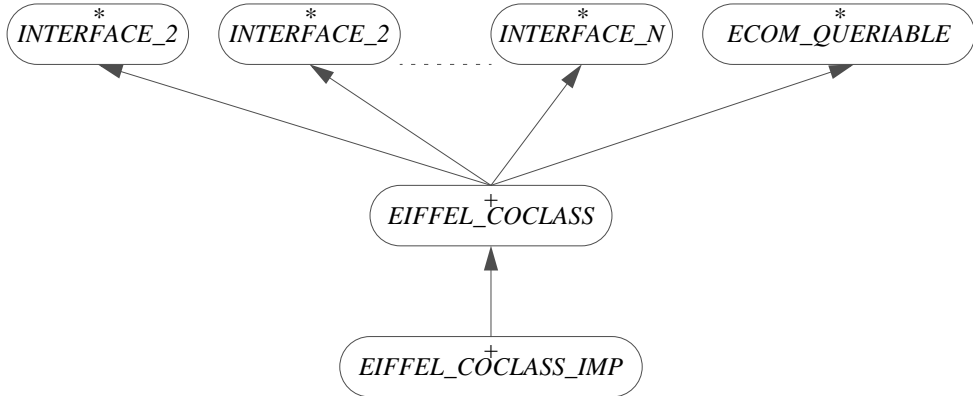 *
INTERFACE_2
*
INTERFACE_2
*
INTERFACE_N
*
ECOM_QUERIABLE
+
EIFFEL_COCLASS
+
EIFFEL_COCLASS_IMP